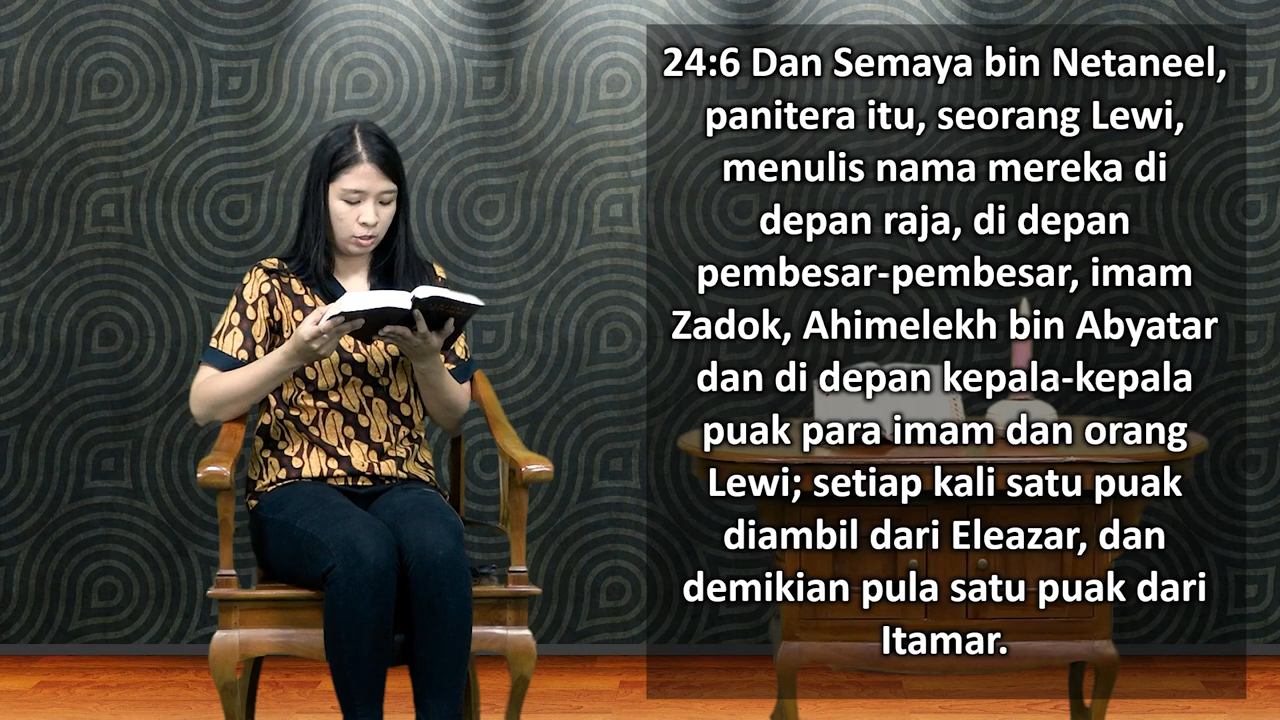 24:6 Dan Semaya bin Netaneel,
panitera itu, seorang Lewi,
menulis nama mereka di
depan raja, di depan
pembesar-pembesar, imam
Zadok, Ahimelekh bin Abyatar
dan di depan kepala-kepala
puak para imam dan orang
Lewi; setiap kali satu puak
diambil dari Eleazar, dan
demikian pula satu puak dari
Itamar.